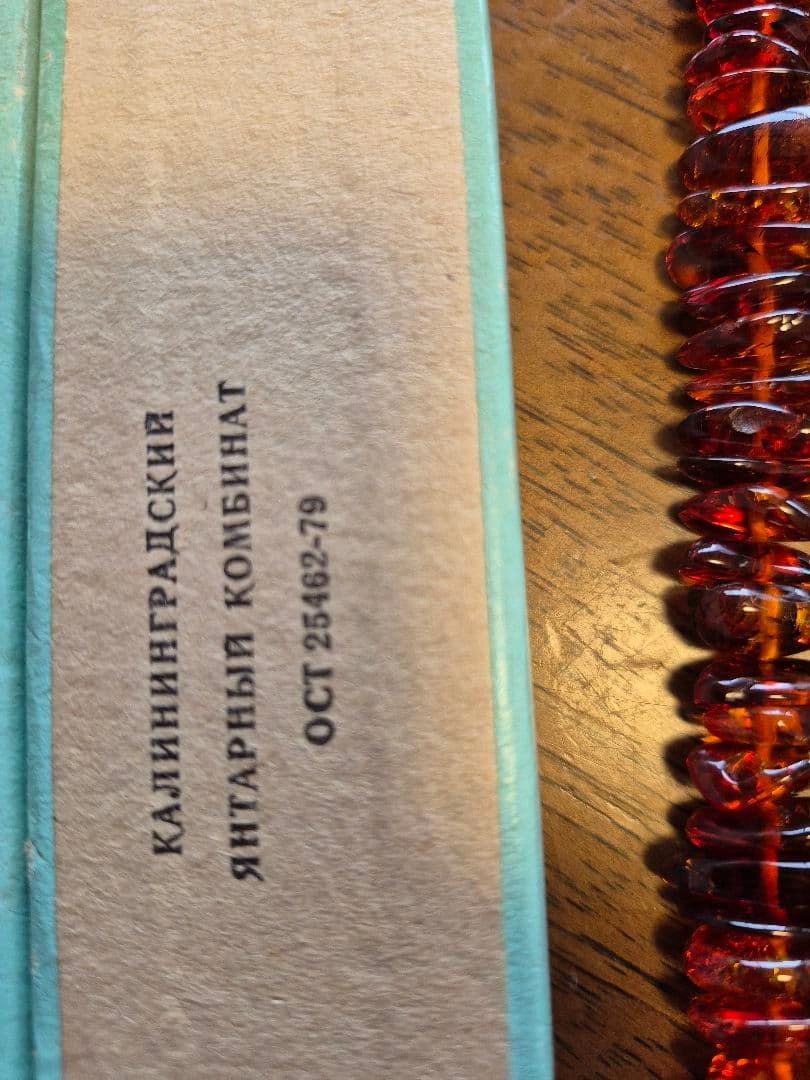 КАЛИНИНГРАДСКИЙ
ЯНТАРНЫЙ КОМБИНАТ
ОСТ 25462-79